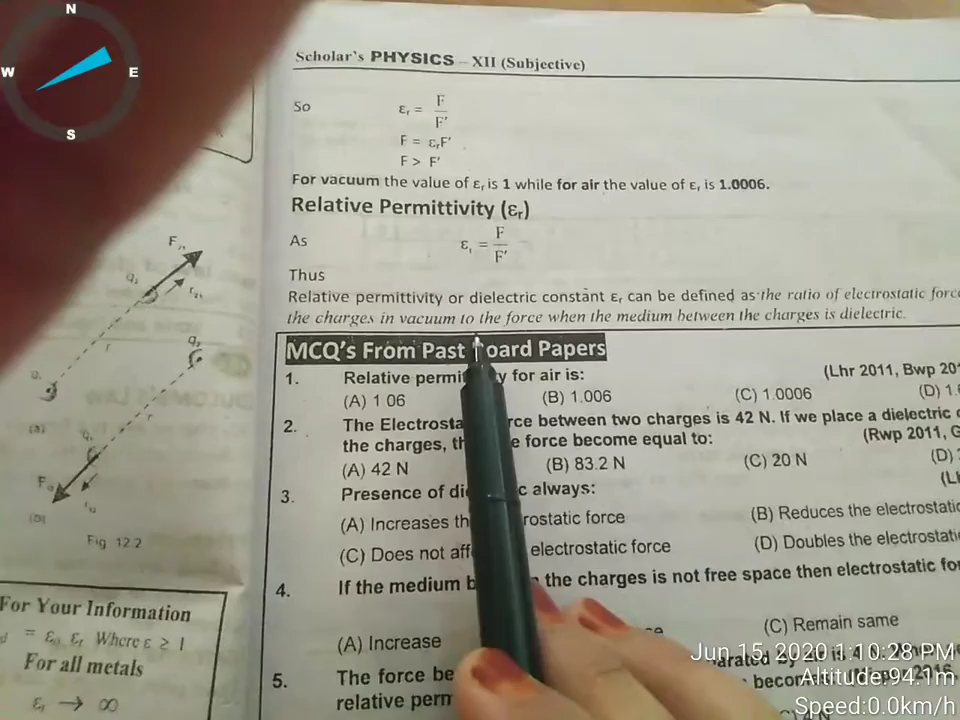 N
W E
S
Scholar's PHYSICS – XII (Subjective)
So εᵣ = F / F'
F = εᵣF'
F > F'
For vacuum the value of εᵣ is 1 while for air the value of εᵣ is 1.0006.
Relative Permittivity (εᵣ)
As εᵣ = F / F'
Thus
Relative permittivity or dielectric constant εᵣ can be defined as the ratio of electrostatic force
the charges in vacuum to the force when the medium between the charges is dielectric.
MCQ's From Past oard Papers
1. Relative permi y for air is: (Lhr 2011, Bwp 20
(A) 1 06 (B) 1.006 (C) 1.0006 (D) 1.
2. The Electrosta rce between two charges is 42 N. If we place a dielectric
the charges, th e force become equal to: (Rwp 2011, G
(A) 42 N (B) 83.2 N (C) 20 N (D)
3. Presence of di c always:
(A) Increases th rostatic force (B) Reduces the electrostatic
(C) Does not aff electrostatic force (D) Doubles the electrostati
4. If the medium b the charges is not free space then electrostatic fo
(A) Increase (C) Remain same
5. The force be arated by
relative perm becom
Fig 12.2
For Your Information
= ε₀ εᵣ Where ε ≥ 1
For all metals
εᵣ → ∞
Jun 15, 2020 1:10:28 PM
Altitude:94.1m
Speed:0.0km/h